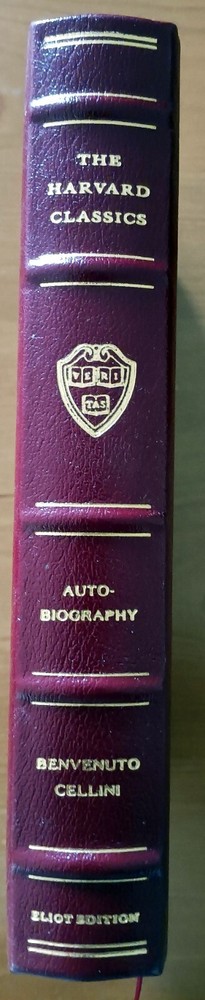 THE
HARVARD
CLASSICS
VE RI
TAS
AUTO-
BIOGRAPHY
BENVENUTO
CELLINI
ELIOT EDITION